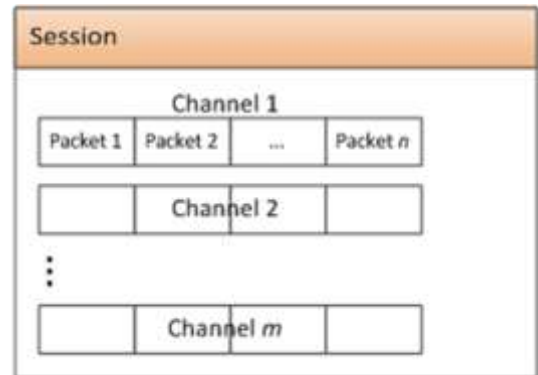 Session
Channel 1
Packet 1 Packet 2 ... Packet n
Channel 2
⋮
Channel m